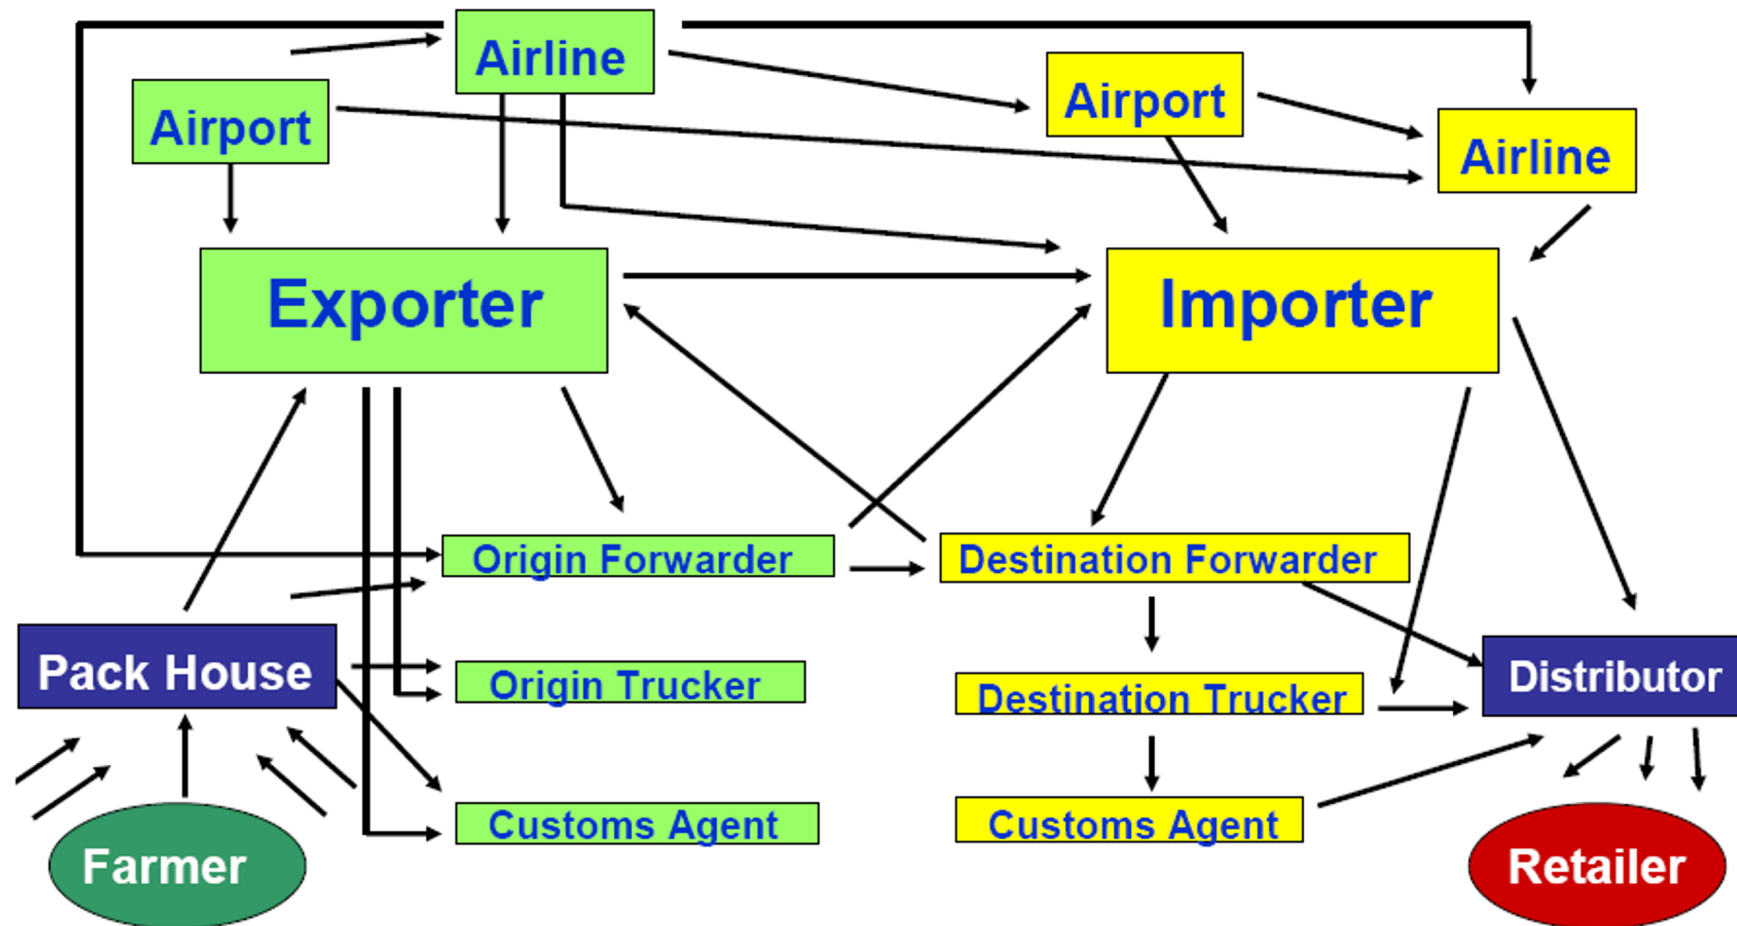 Airline
Airport
Airport
Airline
Exporter
Importer
Origin Forwarder
Destination Forwarder
Pack House
Origin Trucker
Destination Trucker
Distributor
Customs Agent
Customs Agent
Farmer
Retailer